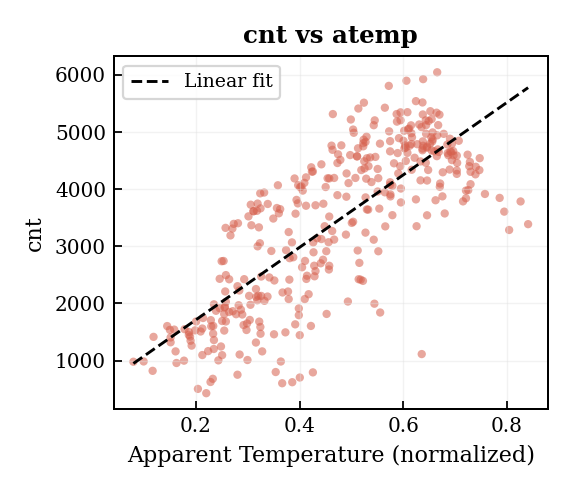 cnt vs atemp
Linear fit
6000
5000
4000
3000
2000
1000
cnt
0.2 0.4 0.6 0.8
Apparent Temperature (normalized)